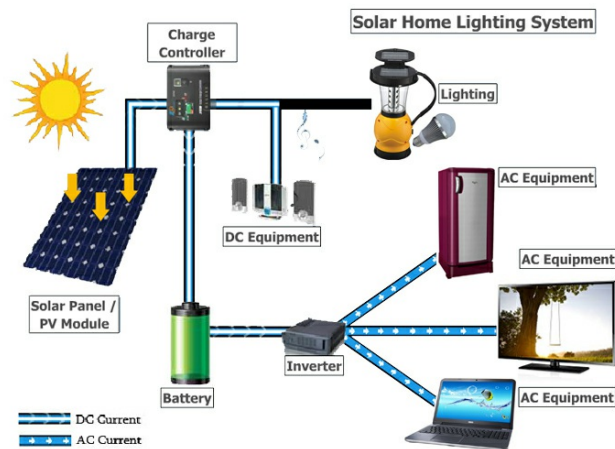 Charge
Controller
Solar Home Lighting System
Lighting
AC Equipment
DC Equipment
AC Equipment
Solar Panel /
PV Module
Inverter
Battery
AC Equipment
DC Current
AC Current